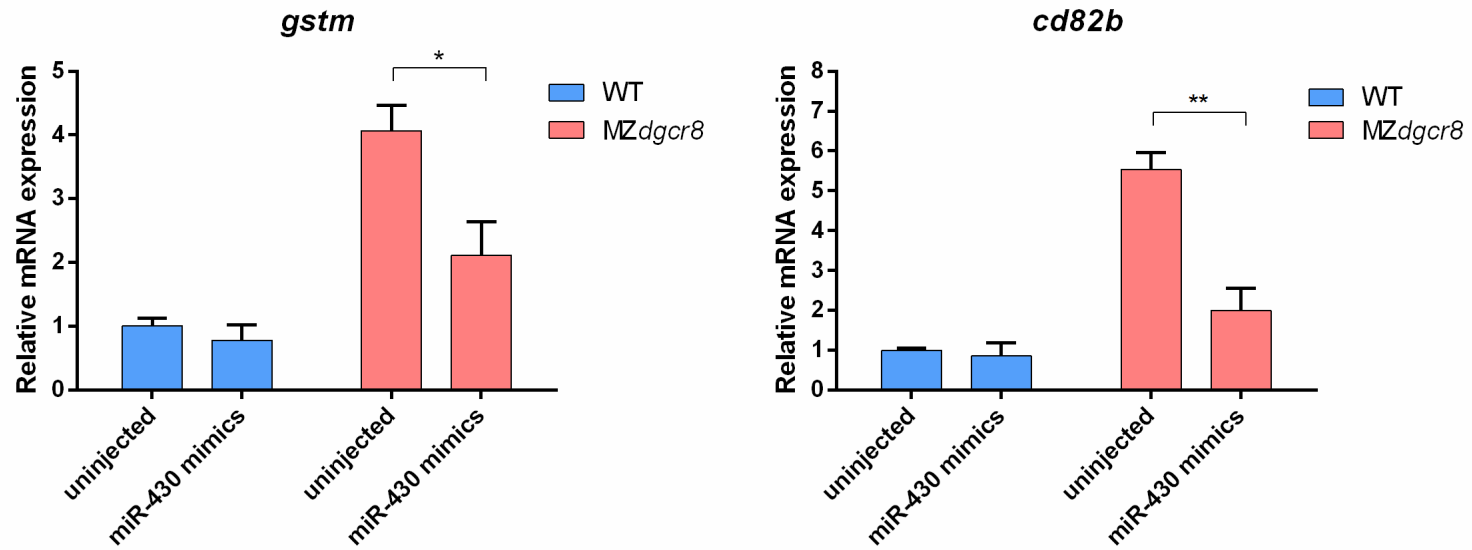 gstm
Relative mRNA expression
5
4
3
2
1
0
*
WT
MZdgcr8
uninjected
miR-430 mimics
uninjected
miR-430 mimics
cd82b
Relative mRNA expression
8
7
6
5
4
3
2
1
0
**
WT
MZdgcr8
uninjected
miR-430 mimics
uninjected
miR-430 mimics